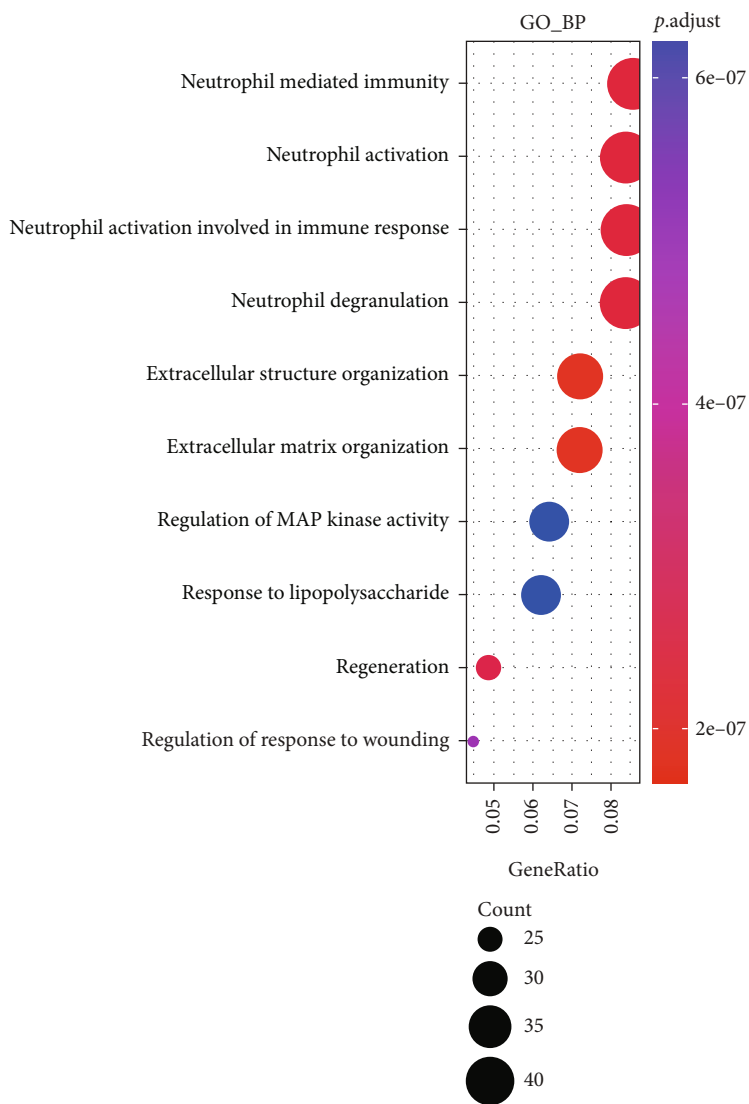 GO_BP
p.adjust
Neutrophil mediated immunity
Neutrophil activation
Neutrophil activation involved in immune response
Neutrophil degranulation
Extracellular structure organization
Extracellular matrix organization
Regulation of MAP kinase activity
Response to lipopolysaccharide
Regeneration
Regulation of response to wounding
6e–07
4e–07
2e–07
0.05
0.06
0.07
0.08
GeneRatio
Count
25
30
35
40